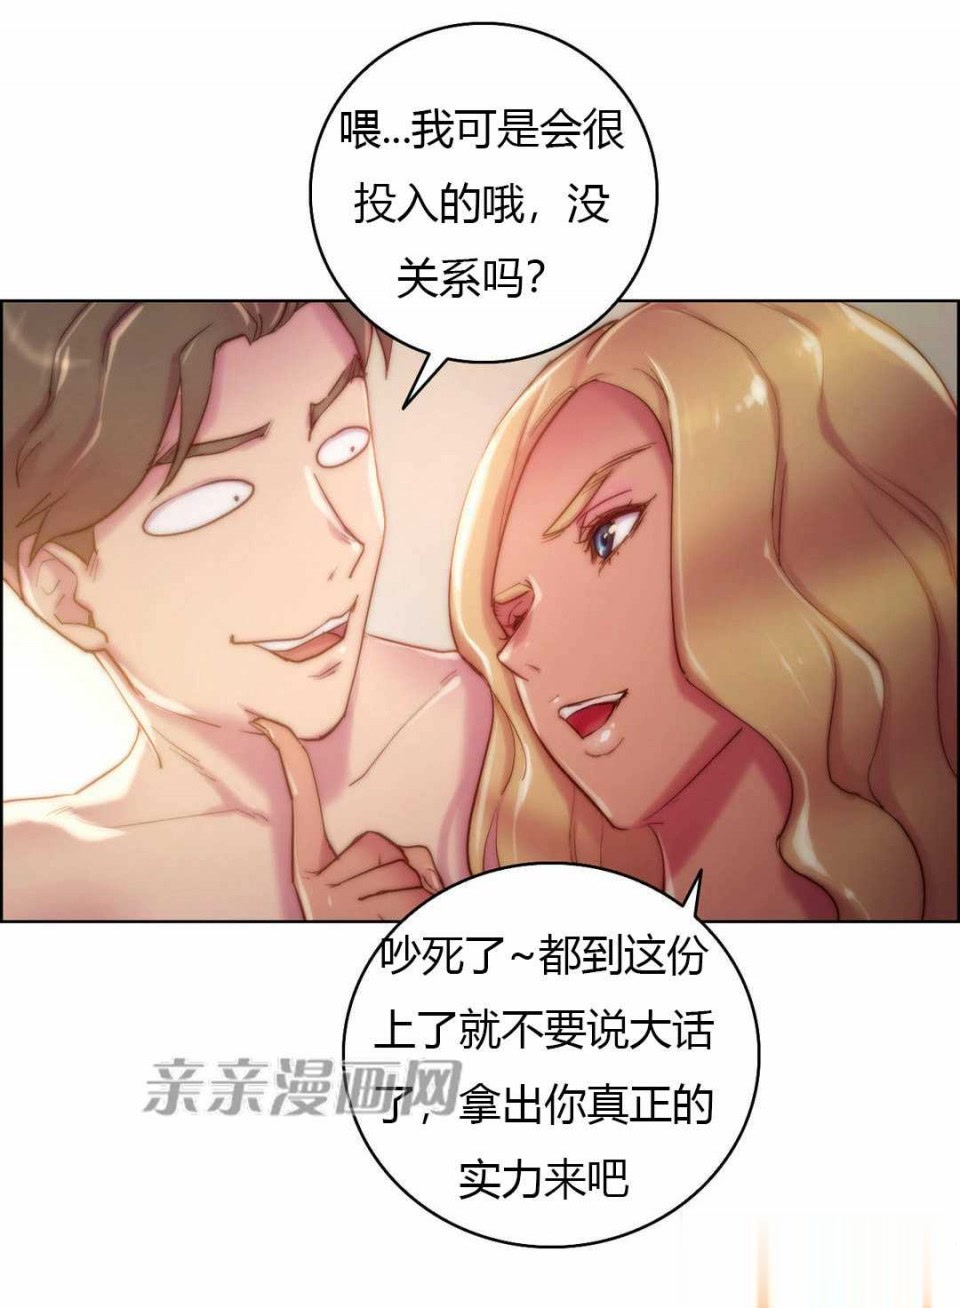 喂...我可是会很
投入的哦，没
关系吗？
吵死了~都到这份
上了就不要说大话
了，拿出你真正的
实力来吧
亲亲漫画网